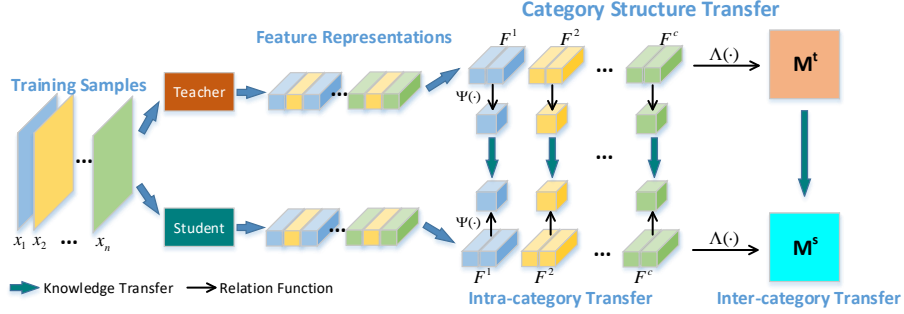 Category Structure Transfer
Feature Representations
Training Samples
Teacher
...
F^1 F^2 ... F^c
Λ(·)
M^t
Ψ(·)
...
...
x_1 x_2 ... x_n
Student
...
Ψ(·)
F^1 F^2 ... F^c
Λ(·)
M^s
Knowledge Transfer
Relation Function
Intra-category Transfer
Inter-category Transfer